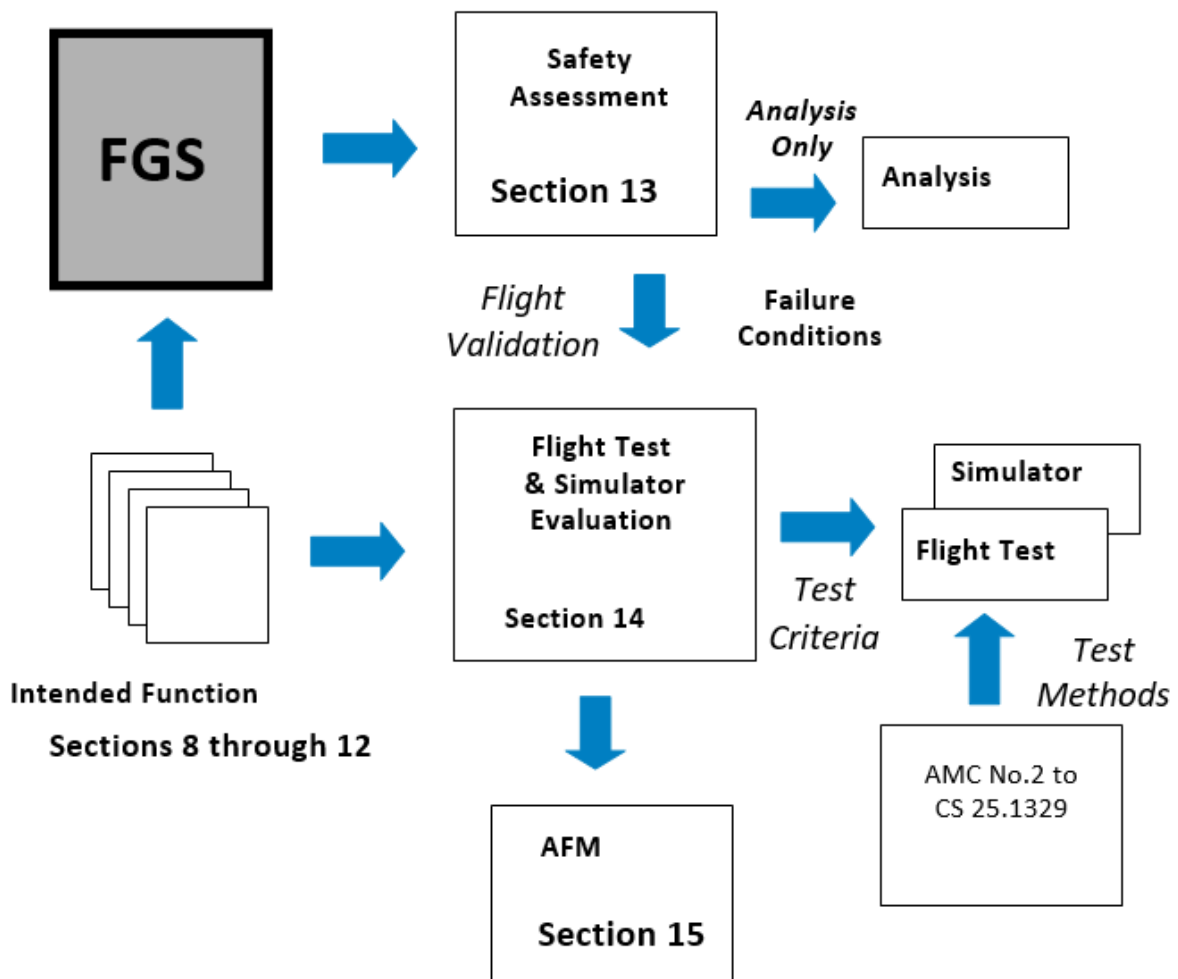 FGS
Safety
Assessment
Section 13
Analysis
Only
Analysis
Flight
Validation
Failure
Conditions
Intended Function
Sections 8 through 12
Flight Test
& Simulator
Evaluation
Section 14
Test
Criteria
Simulator
Flight Test
Test
Methods
AMC No.2 to
CS 25.1329
AFM
Section 15